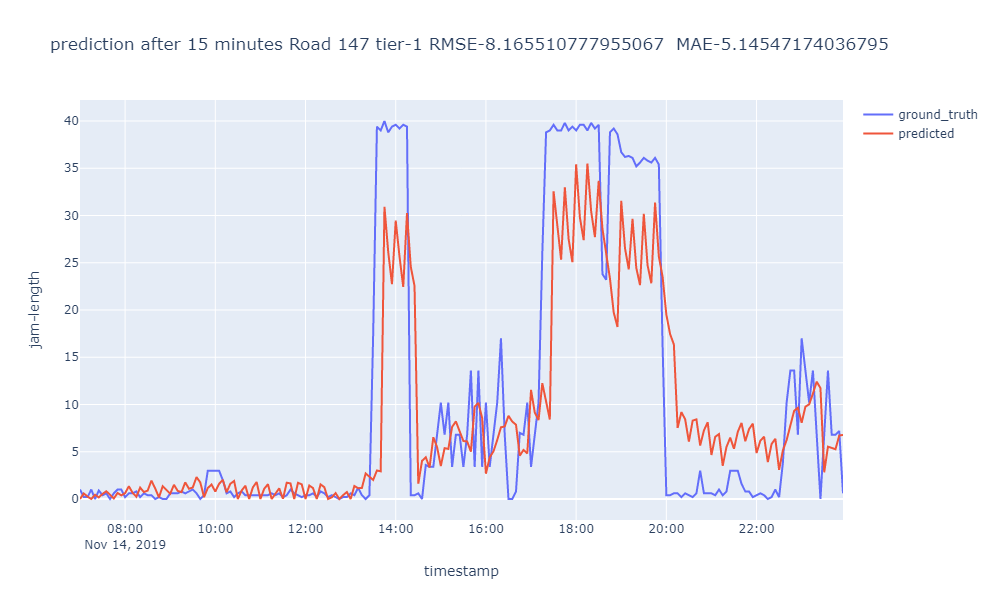 prediction after 15 minutes Road 147 tier-1 RMSE-8.165510777955067  MAE-5.14547174036795
ground_truth
predicted
40
35
30
25
20
15
10
5
0
jam-length
08:00 10:00 12:00 14:00 16:00 18:00 20:00 22:00
Nov 14, 2019
timestamp